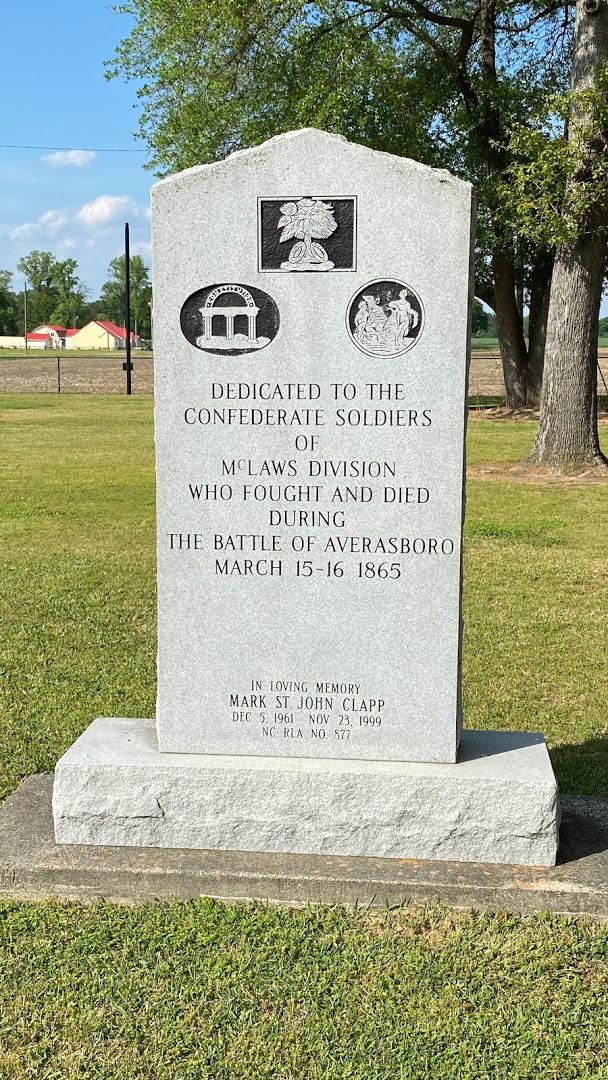 CONSTITUTION
DEDICATED TO THE
CONFEDERATE SOLDIERS
OF
McLAWS DIVISION
WHO FOUGHT AND DIED
DURING
THE BATTLE OF AVERASBORO
MARCH 15-16 1865
IN LOVING MEMORY
MARK ST. JOHN CLAPP
DEC 5, 1961 NOV 23, 1999
NC RLA NO. 877